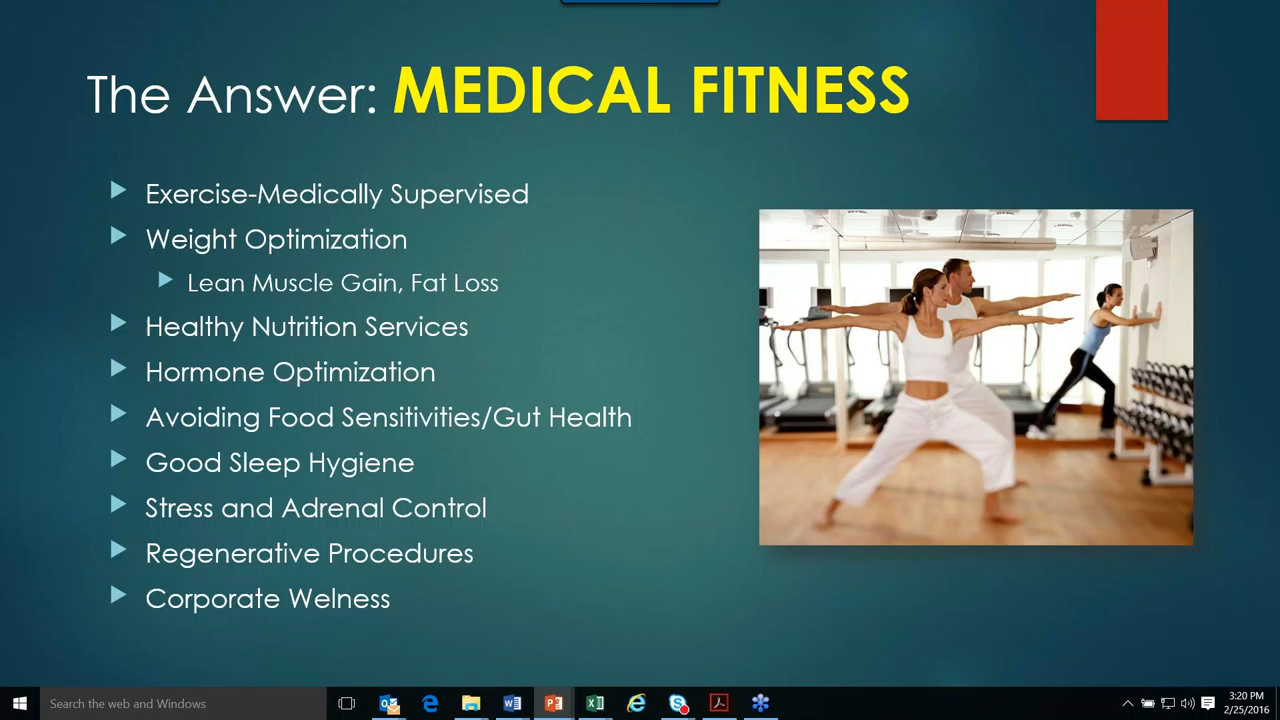 The Answer: MEDICAL FITNESS
Exercise-Medically Supervised
Weight Optimization
Lean Muscle Gain, Fat Loss
Healthy Nutrition Services
Hormone Optimization
Avoiding Food Sensitivities/Gut Health
Good Sleep Hygiene
Stress and Adrenal Control
Regenerative Procedures
Corporate Welness
Search the web and Windows
3:20 PM
2/25/2016